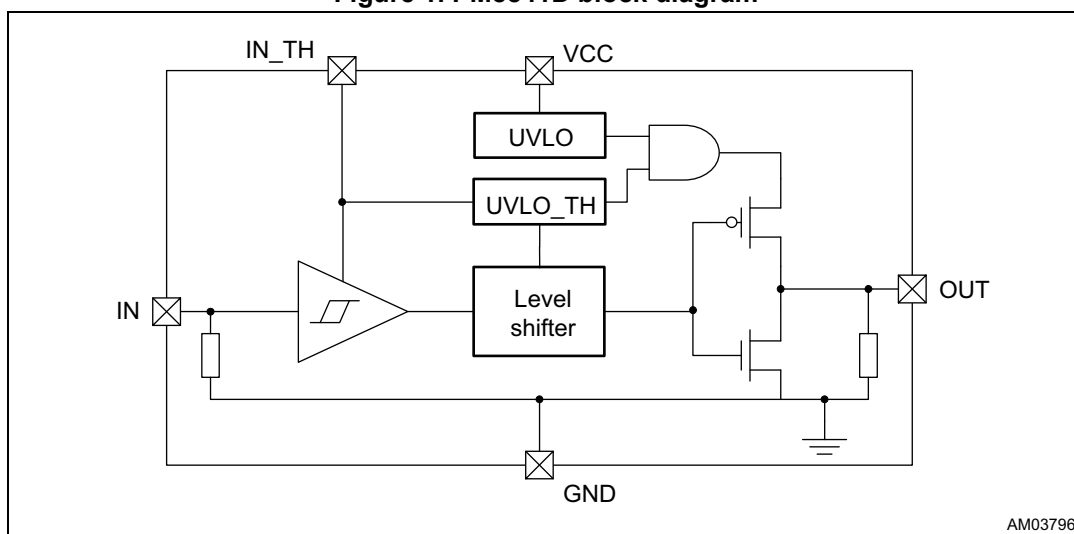 IN_TH
VCC
UVLO
UVLO_TH
IN
Level
shifter
OUT
GND
AM03796